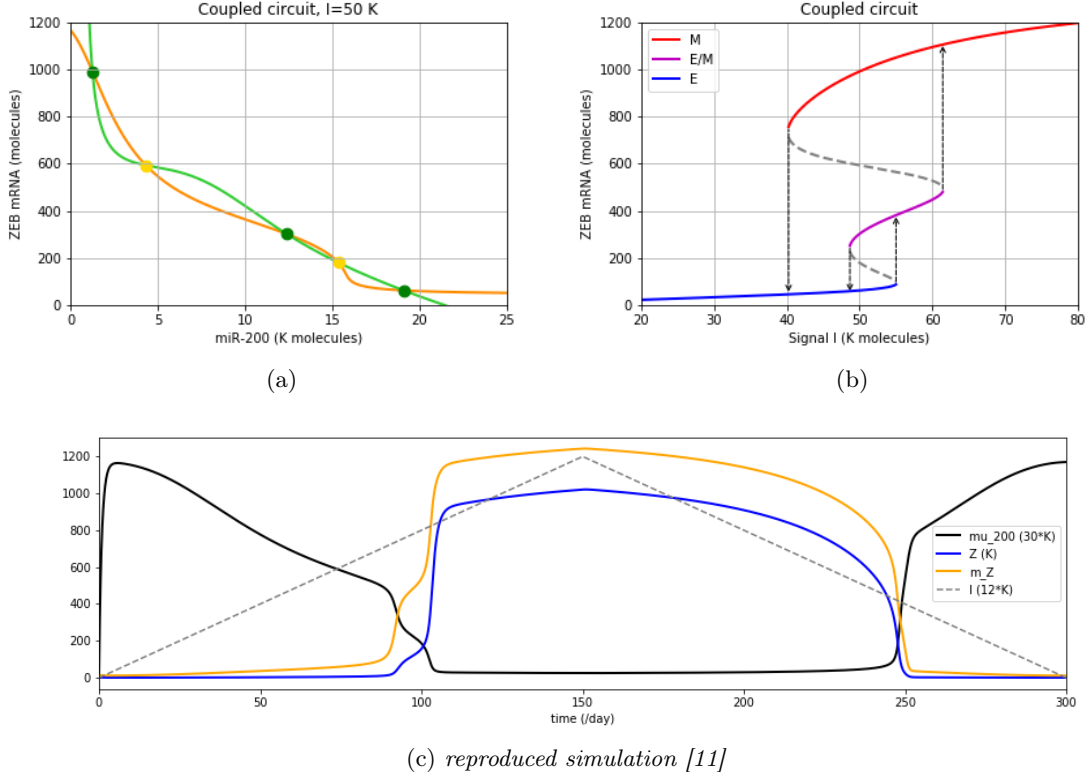 Coupled circuit, I=50 K
1200
1000
800
600
400
200
0
ZEB mRNA (molecules)
0 5 10 15 20 25
miR-200 (K molecules)
(a)
Coupled circuit
M
E/M
E
1200
1000
800
600
400
200
0
ZEB mRNA (molecules)
20 30 40 50 60 70 80
Signal I (K molecules)
(b)
1200
1000
800
600
400
200
0
mu_200 (30*K)
Z (K)
m_Z
I (12*K)
0 50 100 150 200 250 300
time (/day)
(c) reproduced simulation [11]